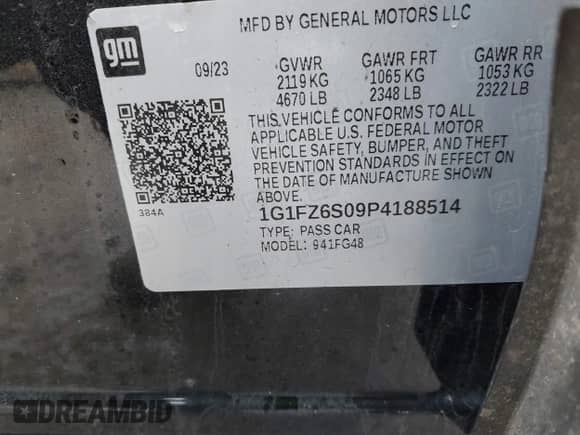 MFD BY GENERAL MOTORS LLC
gm
09/23
GVWR GAWR FRT GAWR RR
2119 KG 1065 KG 1053 KG
4670 LB 2348 LB 2322 LB
THIS VEHICLE CONFORMS TO ALL
APPLICABLE U.S. FEDERAL MOTOR
VEHICLE SAFETY, BUMPER, AND THEFT
PREVENTION STANDARDS IN EFFECT ON
THE DATE OF MANUFACTURE SHOWN
ABOVE.
384A
1G1FZ6S09P4188514
TYPE: PASS CAR
MODEL: 941FG48
DREAMBID